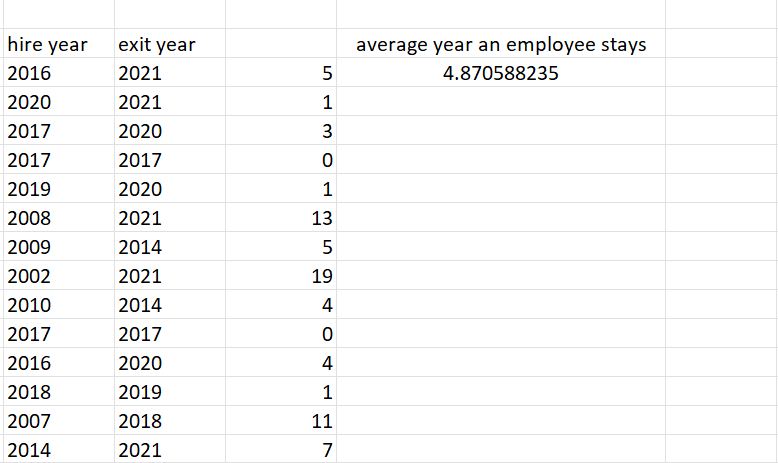 hire year exit year average year an employee stays
2016 2021 5 4.870588235
2020 2021 1
2017 2020 3
2017 2017 0
2019 2020 1
2008 2021 13
2009 2014 5
2002 2021 19
2010 2014 4
2017 2017 0
2016 2020 4
2018 2019 1
2007 2018 11
2014 2021 7